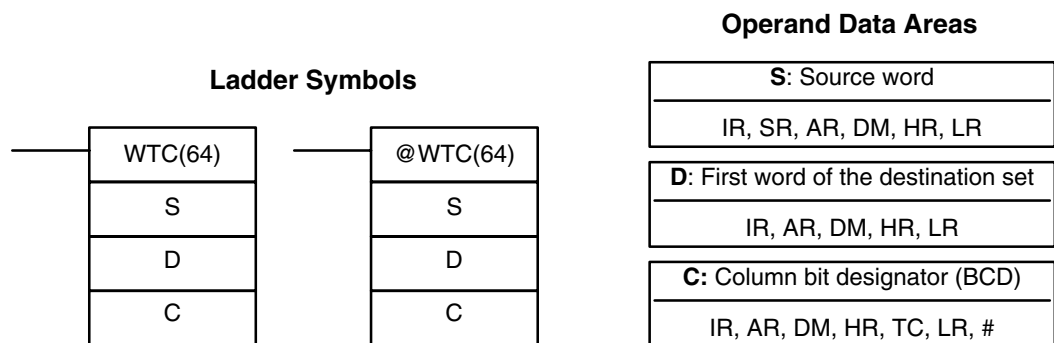 Ladder Symbols
WTC(64)
S
D
C
@WTC(64)
S
D
C
Operand Data Areas
S: Source word
IR, SR, AR, DM, HR, LR
D: First word of the destination set
IR, AR, DM, HR, LR
C: Column bit designator (BCD)
IR, AR, DM, HR, TC, LR, #